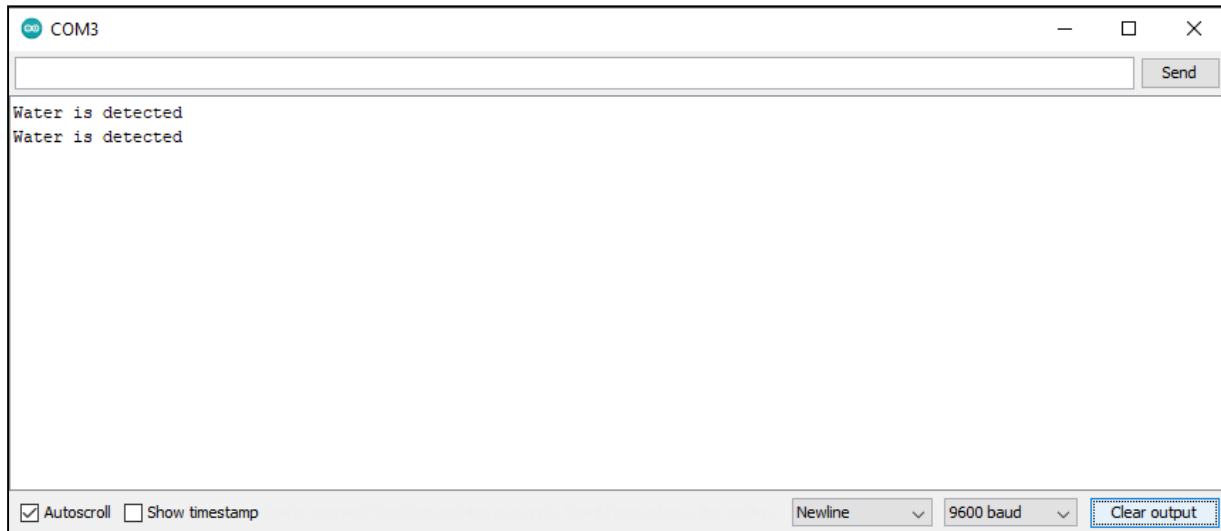 COM3
Send
Water is detected
Water is detected
Autoscroll Show timestamp Newline 9600 baud Clear output